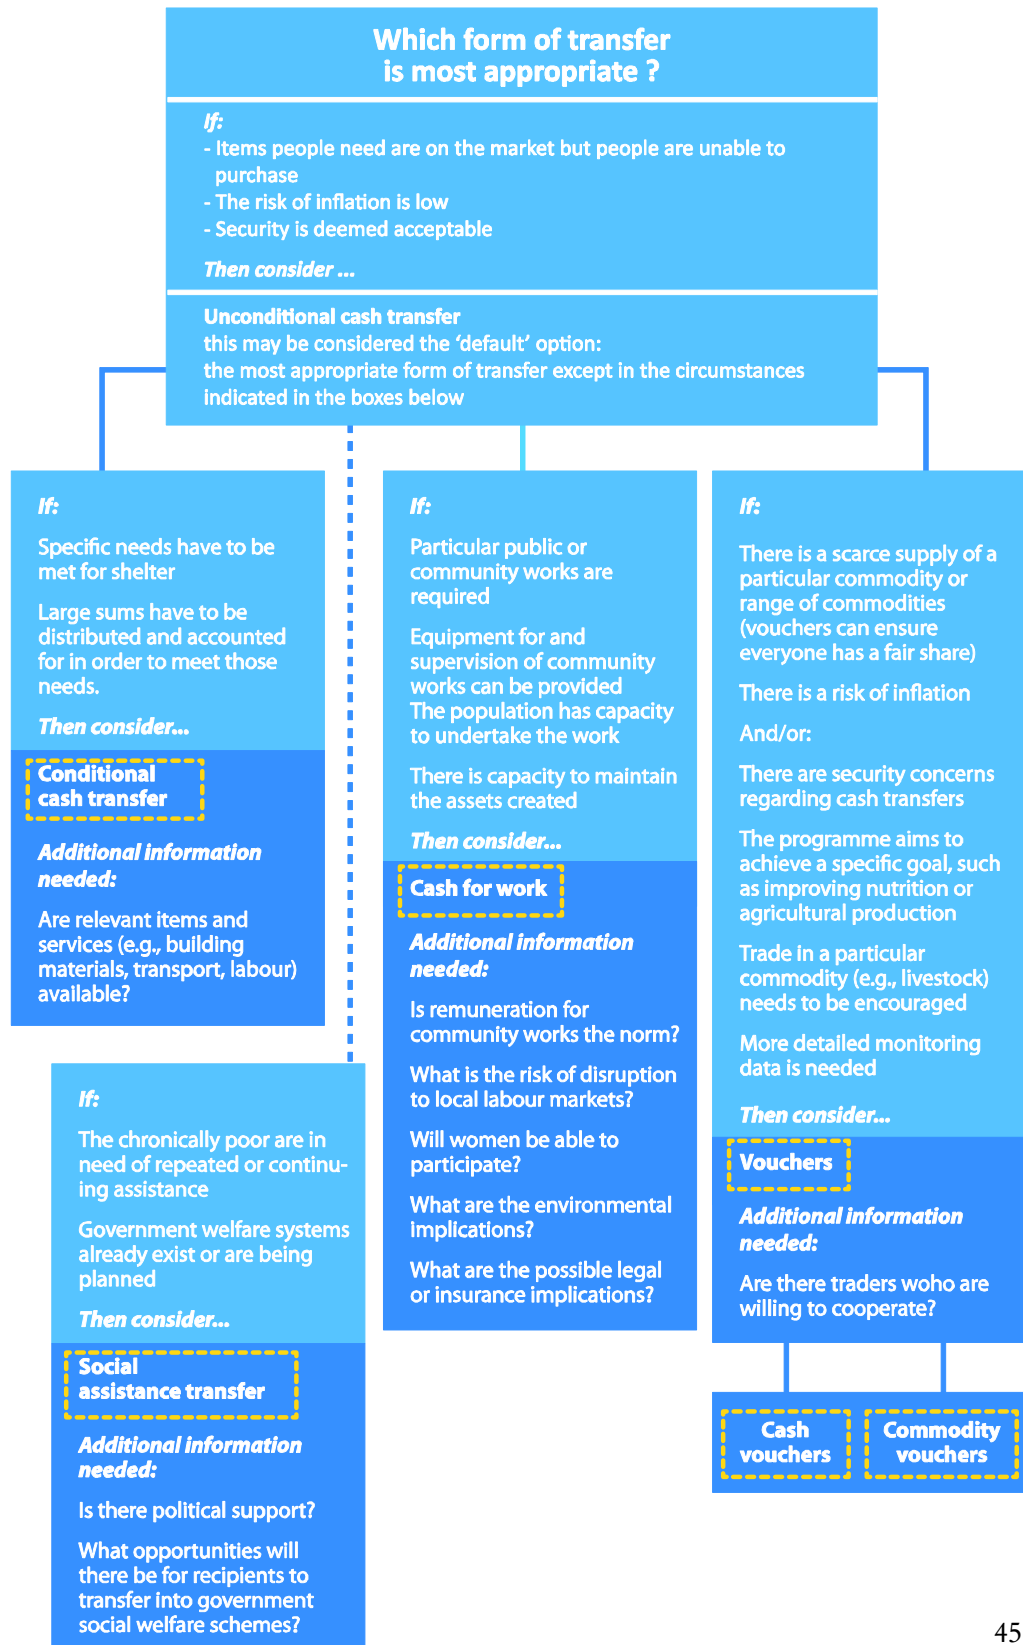 Which form of transfer
is most appropriate ?
If:
- Items people need are on the market but people are unable to
purchase
- The risk of inflation is low
- Security is deemed acceptable
Then consider ...
Unconditional cash transfer
this may be considered the ‘default’ option:
the most appropriate form of transfer except in the circumstances
indicated in the boxes below
If:
Specific needs have to be
met for shelter
Large sums have to be
distributed and accounted
for in order to meet those
needs.
Then consider...
Conditional
cash transfer
Additional information
needed:
Are relevant items and
services (e.g., building
materials, transport, labour)
available?
If:
The chronically poor are in
need of repeated or continu-
ing assistance
Government welfare systems
already exist or are being
planned
Then consider...
Social
assistance transfer
Additional information
needed:
Is there political support?
What opportunities will
there be for recipients to
transfer into government
social welfare schemes?
If:
Particular public or
community works are
required
Equipment for and
supervision of community
works can be provided
The population has capacity
to undertake the work
There is capacity to maintain
the assets created
Then consider...
Cash for work
Additional information
needed:
Is remuneration for
community works the norm?
What is the risk of disruption
to local labour markets?
Will women be able to
participate?
What are the environmental
implications?
What are the possible legal
or insurance implications?
If:
There is a scarce supply of a
particular commodity or
range of commodities
(vouchers can ensure
everyone has a fair share)
There is a risk of inflation
And/or:
There are security concerns
regarding cash transfers
The programme aims to
achieve a specific goal, such
as improving nutrition or
agricultural production
Trade in a particular
commodity (e.g., livestock)
needs to be encouraged
More detailed monitoring
data is needed
Then consider...
Vouchers
Additional information
needed:
Are there traders woho are
willing to cooperate?
Cash
vouchers
Commodity
vouchers
45